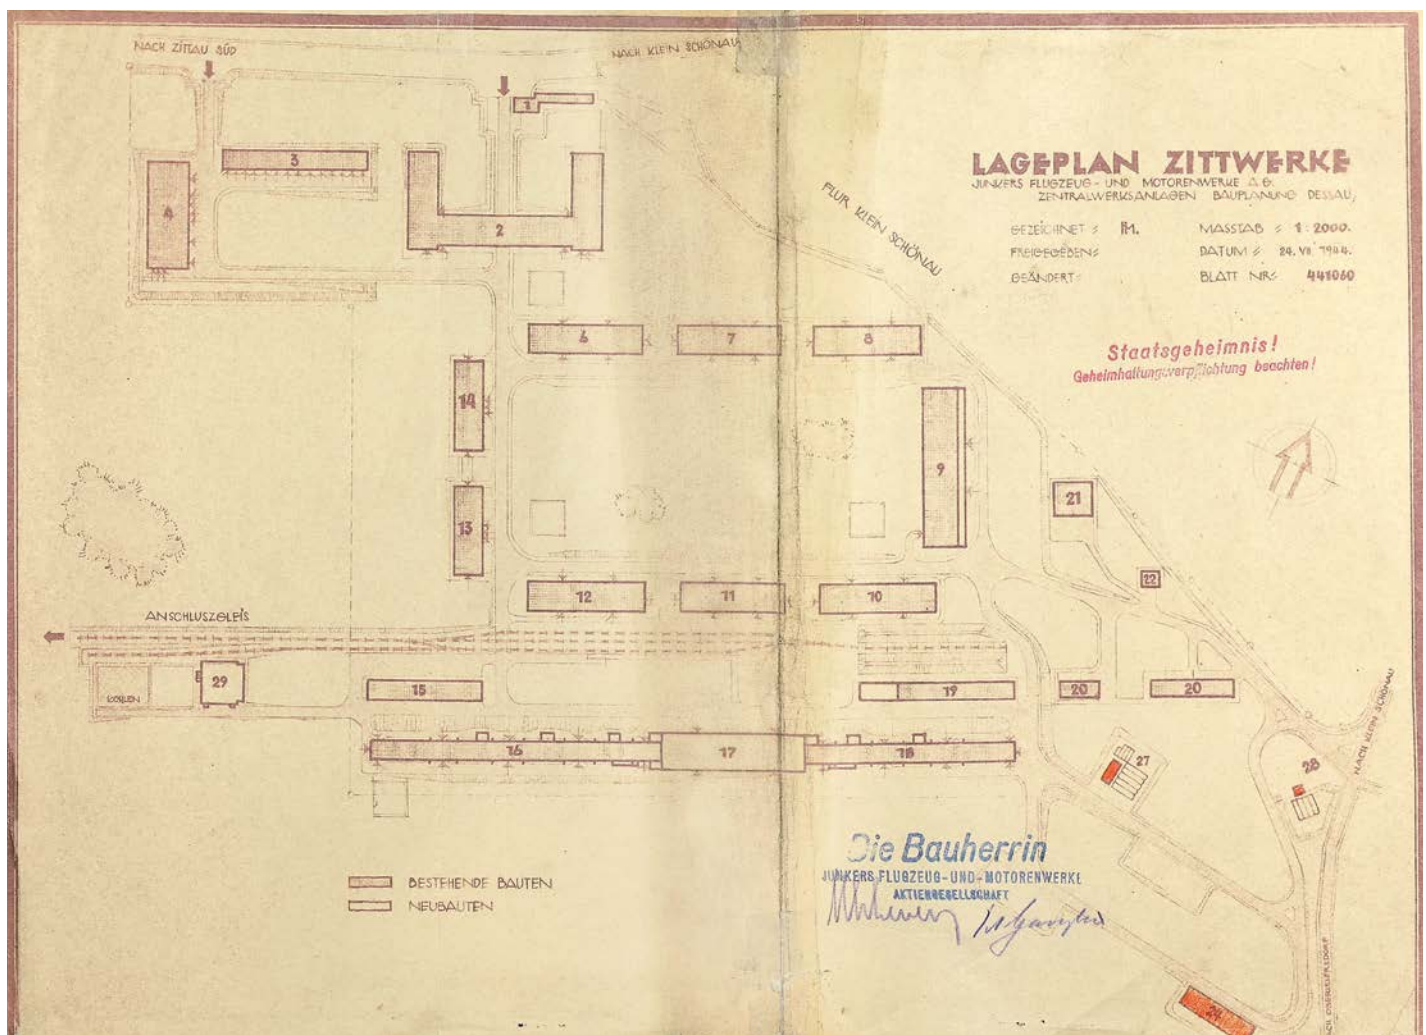 NACH ZITTAU SÜD
NACH KLEIN SCHÖNAU
1
3
4
2
LAGEPLAN ZITTWERKE
JUNKERS FLUGZEUG- UND MOTORENWERKE A.G.
ZENTRALWERKSANLAGEN BAUPLANUNG DESSAU,
GEZEICHNET:
MASSTAB: 1:2000.
FREIGEGEBEN:
DATUM: 24. VII. 1944.
GEÄNDERT:
BLATT NR: 441060
FLUR KLEIN SCHÖNAU
Staatsgeheimnis!
Geheimhaltungsverpflichtung beachten!
6
7
8
14
9
13
21
22
12
11
10
ANSCHLUSZGLEIS
KOHLEN
29
15
19
20
20
16
17
18
27
28
NACH KLEIN SCHÖNAU
BESTEHENDE BAUTEN
NEUBAUTEN
Die Bauherrin
JUNKERS FLUGZEUG-UND-MOTORENWERKE
AKTIENGESELLSCHAFT
24